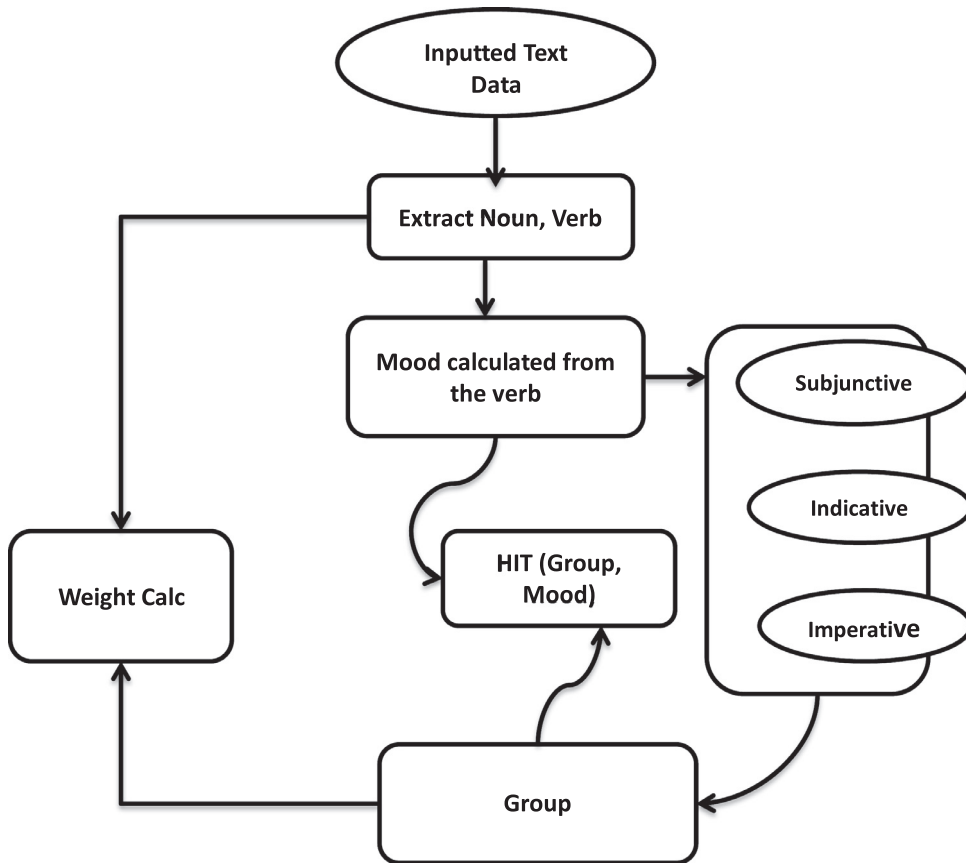 Inputted Text
Data
Extract Noun, Verb
Mood calculated from
the verb
Subjunctive
Indicative
HIT (Group,
Mood)
Weight Calc
Imperative
Group